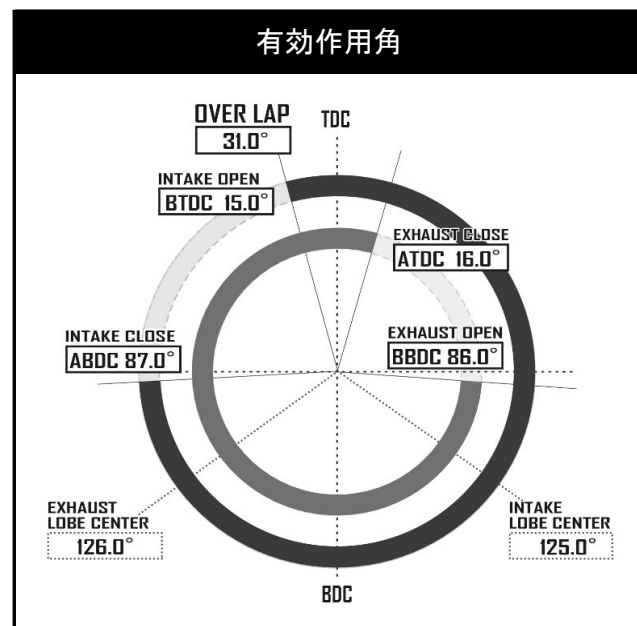 有効作用角
OVER LAP
31.0°
TDC
INTAKE OPEN
BTDC 15.0°
EXHAUST CLOSE
ATDC 16.0°
INTAKE CLOSE
ABDC 87.0°
EXHAUST OPEN
BBDC 86.0°
EXHAUST
LOBE CENTER
126.0°
INTAKE
LOBE CENTER
125.0°
BDC